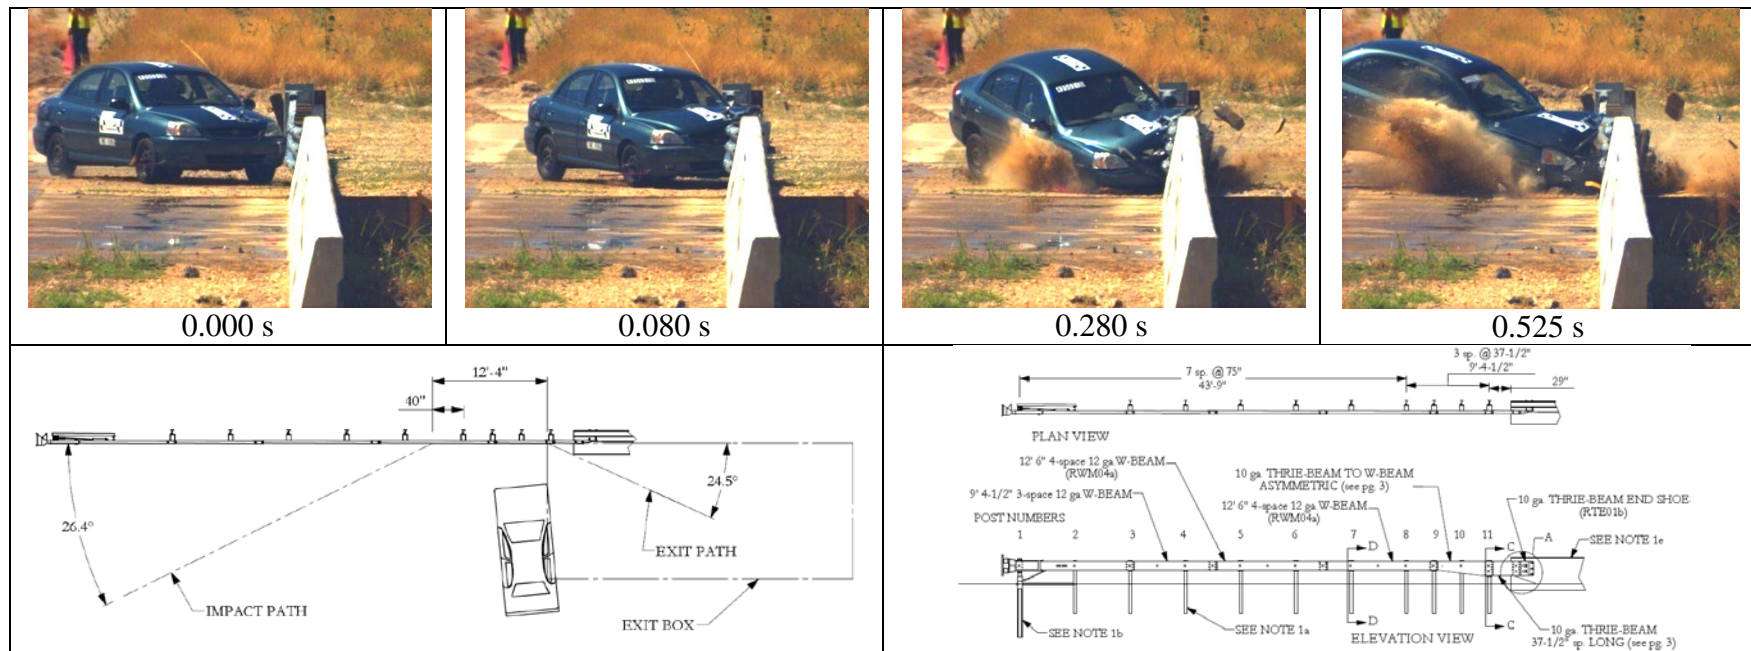 0.000 s
0.080 s
0.280 s
0.525 s
12'-4"
40"
24.5°
26.4°
EXIT PATH
IMPACT PATH
EXIT BOX
3 sp. @ 37-1/2"
9'-4-1/2"
7 sp. @ 75"
43'-9"
29"
PLAN VIEW
12' 6" 4-space 12 ga.W-BEAM
(RWM04a)
10 ga. THRIE-BEAM TO W-BEAM
ASYMMETRIC (see pg. 3)
9' 4-1/2" 3-space 12 ga.W-BEAM
12' 6" 4-space 12 ga.W-BEAM
(RWM04a)
10 ga. THRIE-BEAM END SHOE
(RTE01b)
POST NUMBERS
1 2 3 4 5 6 7 8 9 10 11
D
C
A
SEE NOTE 1e
SEE NOTE 1b
SEE NOTE 1a
D
C
ELEVATION VIEW
10 ga. THRIE-BEAM
37-1/2" sp. LONG (see pg. 3)